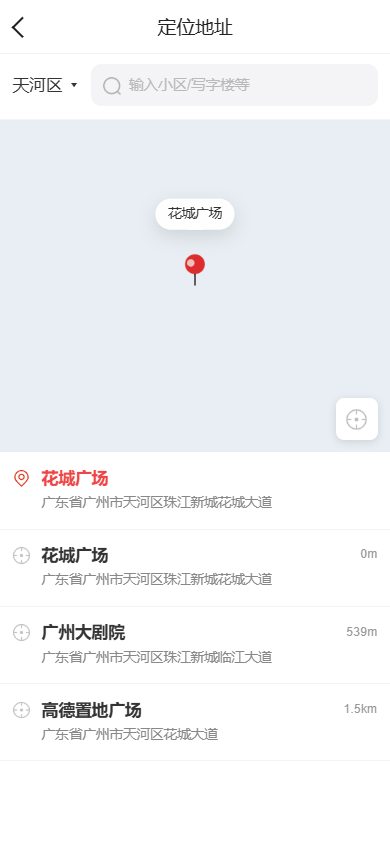 定位地址
天河区
输入小区/写字楼等
花城广场
花城广场
广东省广州市天河区珠江新城花城大道
花城广场
0m
广东省广州市天河区珠江新城花城大道
广州大剧院
539m
广东省广州市天河区珠江新城临江大道
高德置地广场
1.5km
广东省广州市天河区花城大道